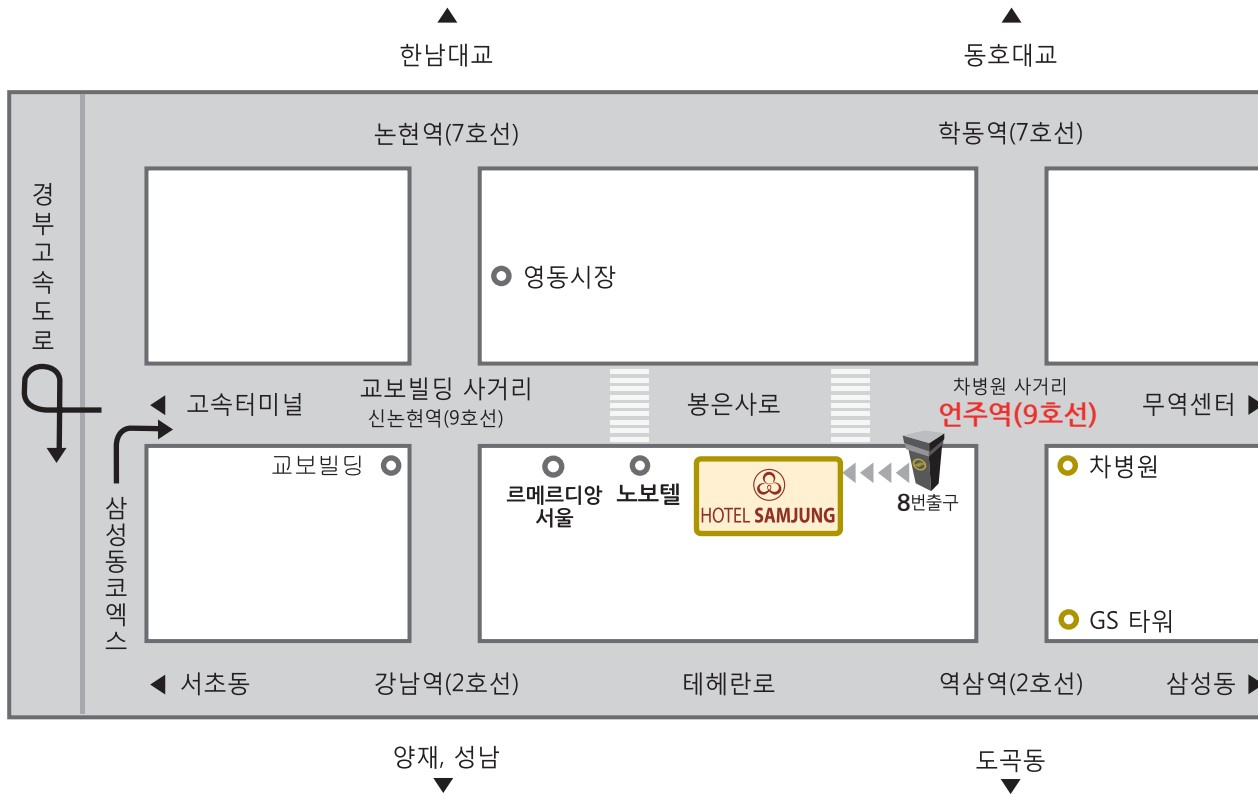 한남대교
동호대교
논현역(7호선)
학동역(7호선)
경부고속도로
영동시장
고속터미널
교보빌딩 사거리
신논현역(9호선)
봉은사로
차병원 사거리
언주역(9호선)
무역센터
교보빌딩
르메르디앙
서울
노보텔
HOTEL SAMJUNG
8번출구
차병원
삼성동코엑스
GS 타워
서초동
강남역(2호선)
테헤란로
역삼역(2호선)
삼성동
양재, 성남
도곡동